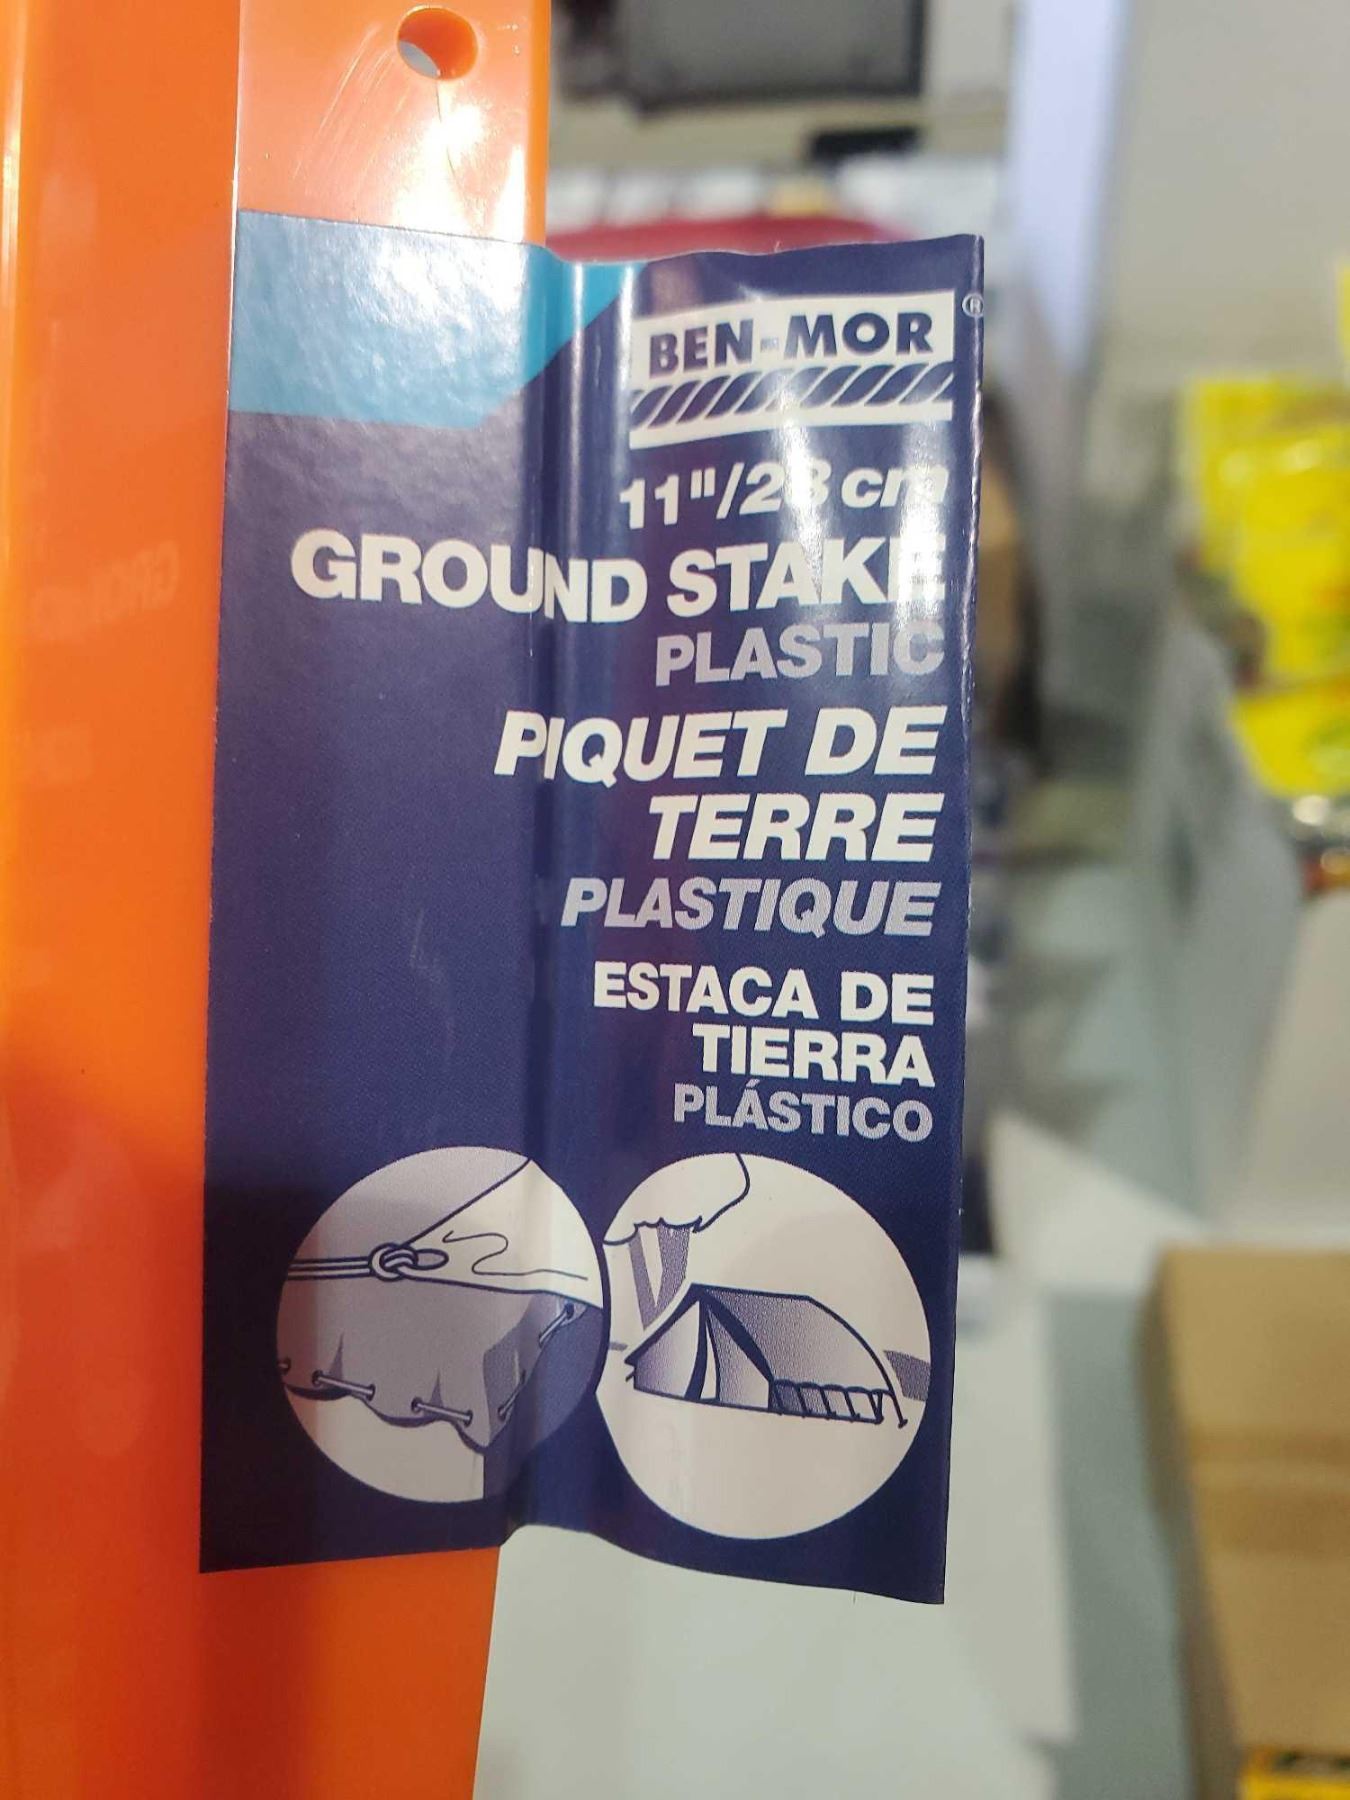 BEN-MOR
®
11"/28 cm
GROUND STAKE
PLASTIC
PIQUET DE
TERRE
PLASTIQUE
ESTACA DE
TIERRA
PLÁSTICO